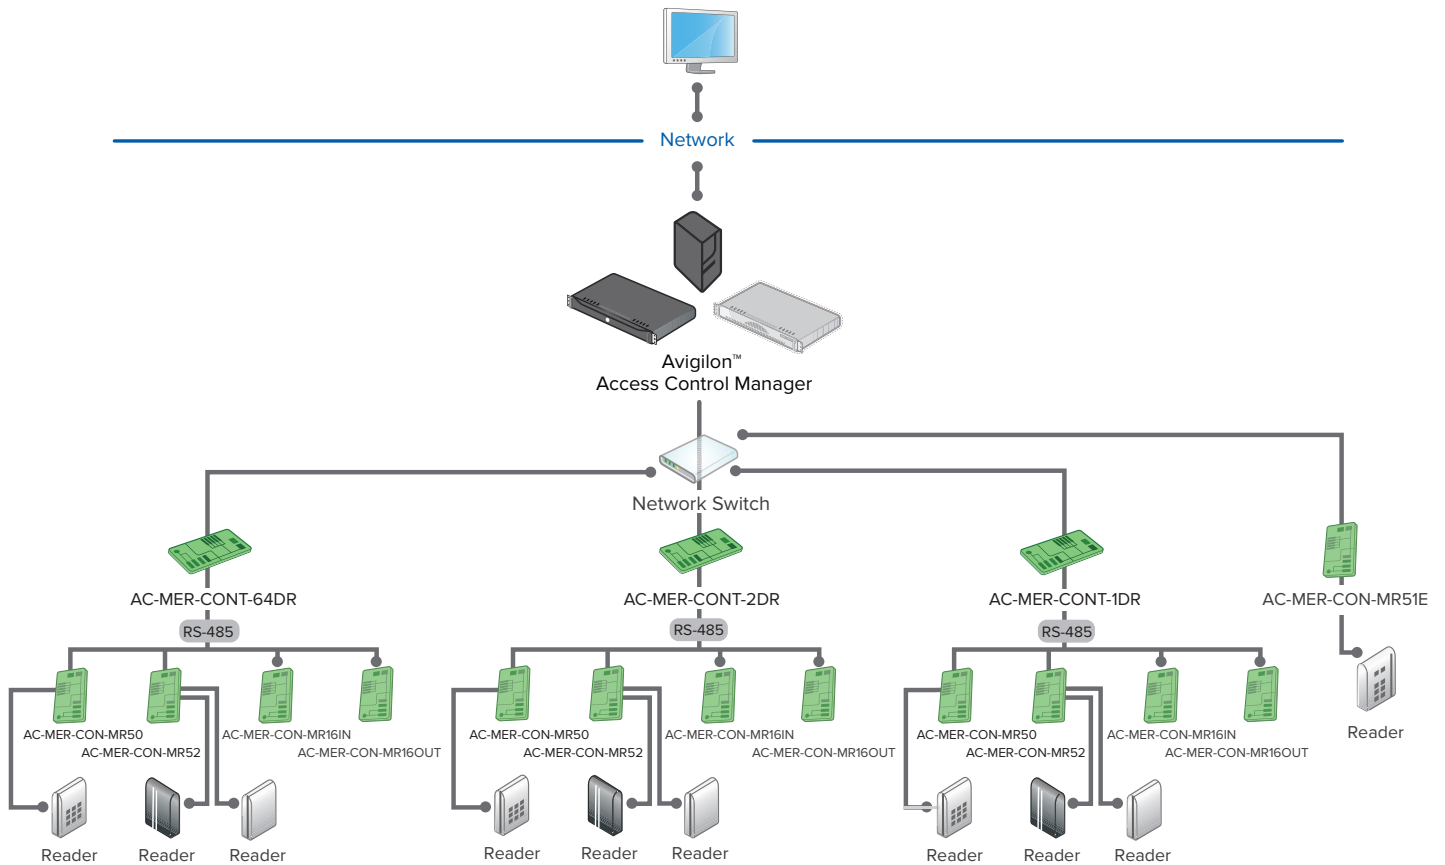 Network
Avigilon™
Access Control Manager
Network Switch
AC-MER-CONT-64DR
AC-MER-CONT-2DR
AC-MER-CONT-1DR
AC-MER-CON-MR51E
RS-485
RS-485
RS-485
AC-MER-CON-MR50
AC-MER-CON-MR16IN
AC-MER-CON-MR50
AC-MER-CON-MR16IN
AC-MER-CON-MR50
AC-MER-CON-MR16IN
Reader
AC-MER-CON-MR52
AC-MER-CON-MR16OUT
AC-MER-CON-MR52
AC-MER-CON-MR16OUT
AC-MER-CON-MR52
AC-MER-CON-MR16OUT
Reader
Reader
Reader
Reader
Reader
Reader
Reader
Reader
Reader